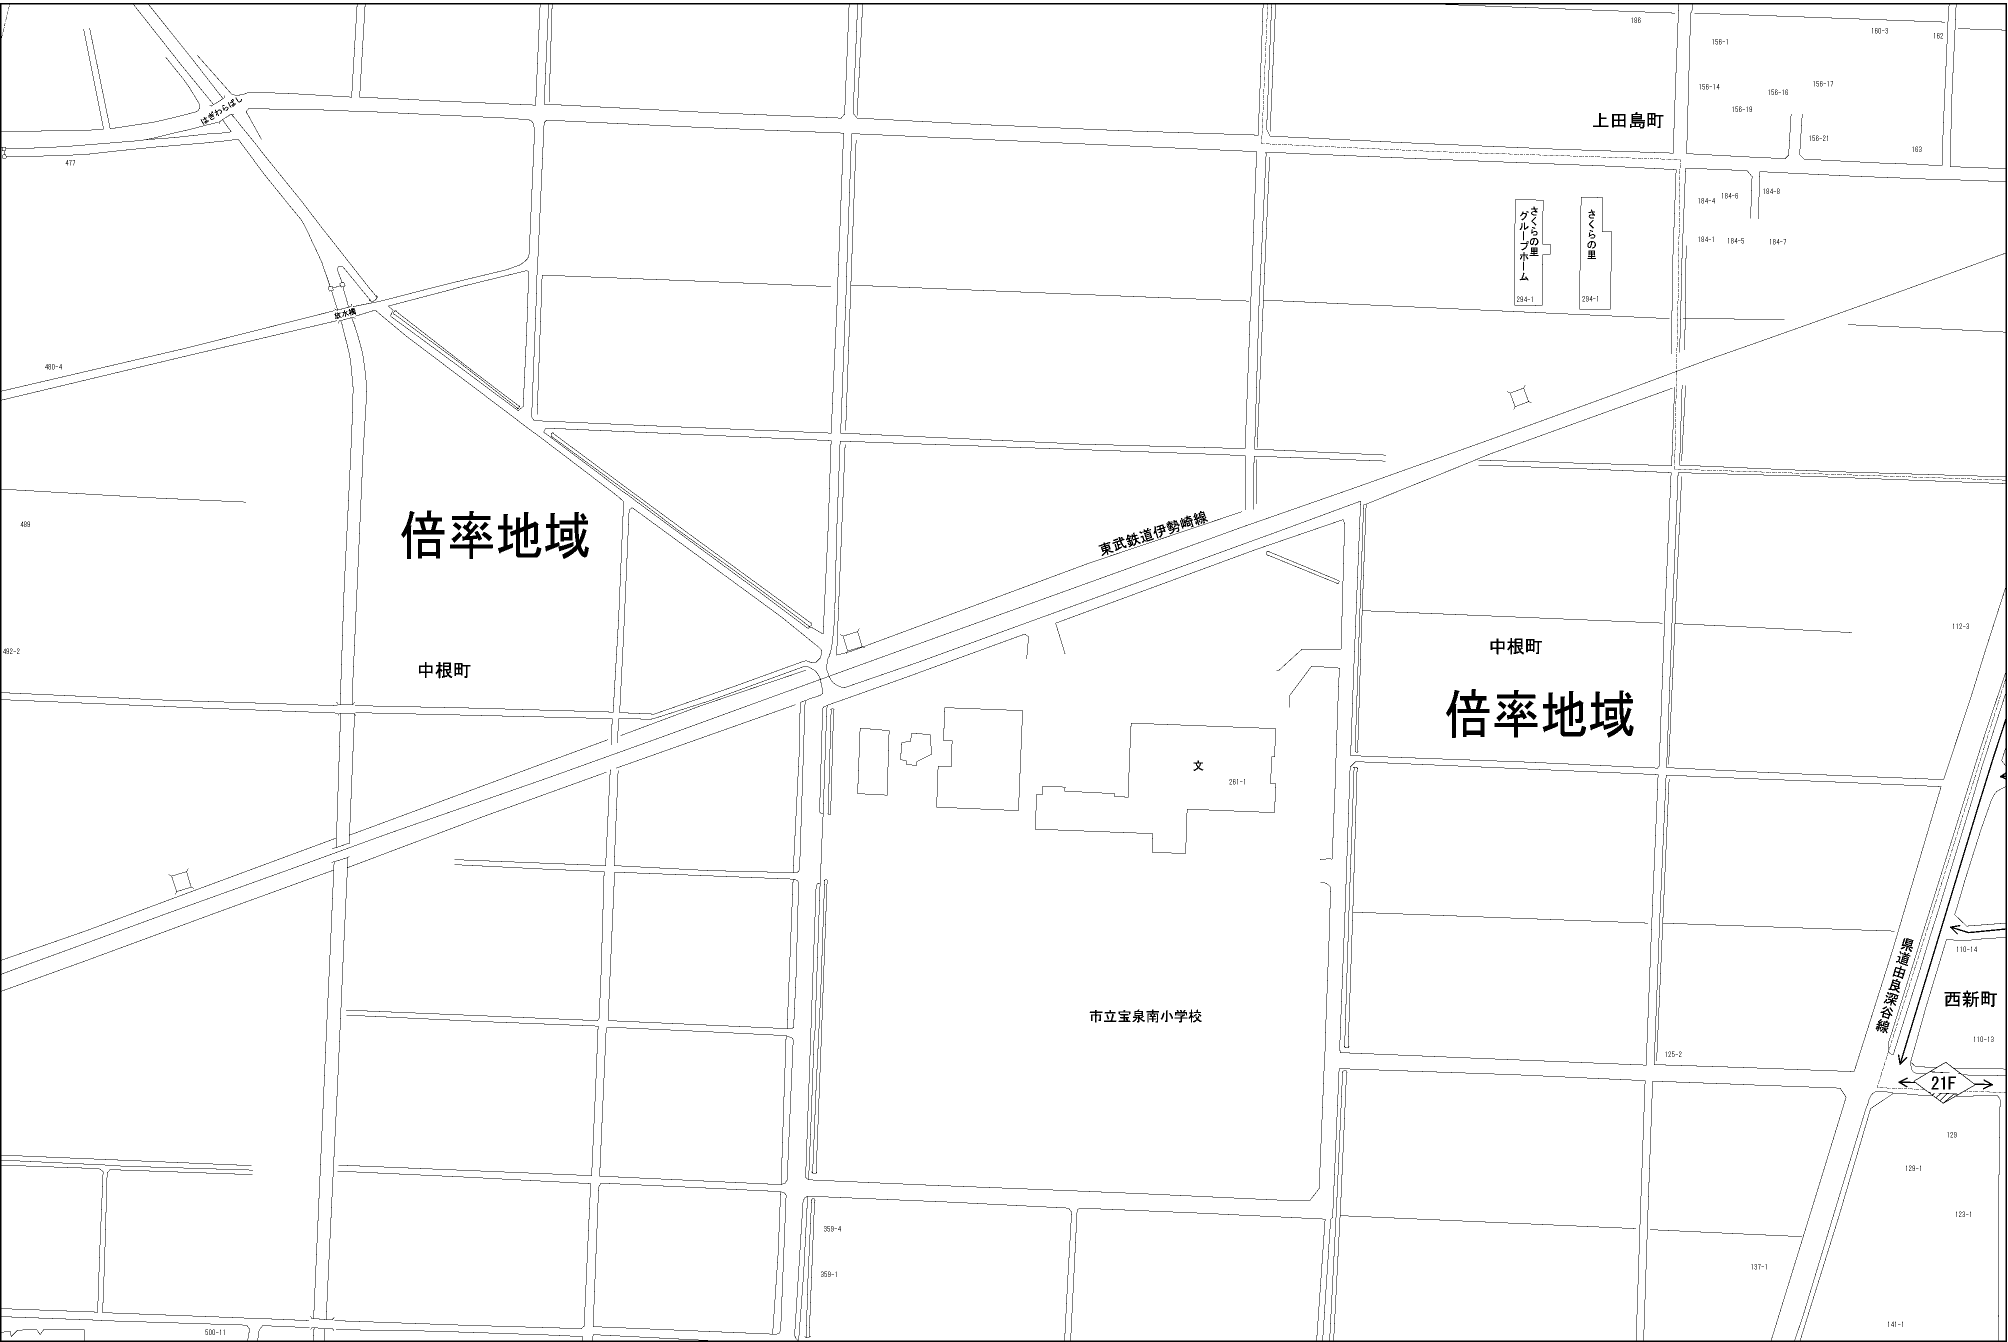 186
160-3
162
156-1
156-14
156-16
156-17
156-19
はぎわらばし
上田島町
156-21
163
477
184-4
184-6
184-8
さくらの里
グループホーム
さくらの里
184-1
184-5
184-7
294-1
294-1
放水橋
480-4
489
倍率地域
東武鉄道伊勢崎線
112-3
492-2
中根町
中根町
倍率地域
文
261-1
県道由良深谷線
110-14
西新町
市立宝泉南小学校
110-13
125-2
21F
129
129-1
123-1
359-4
359-1
137-1
141-1
500-11